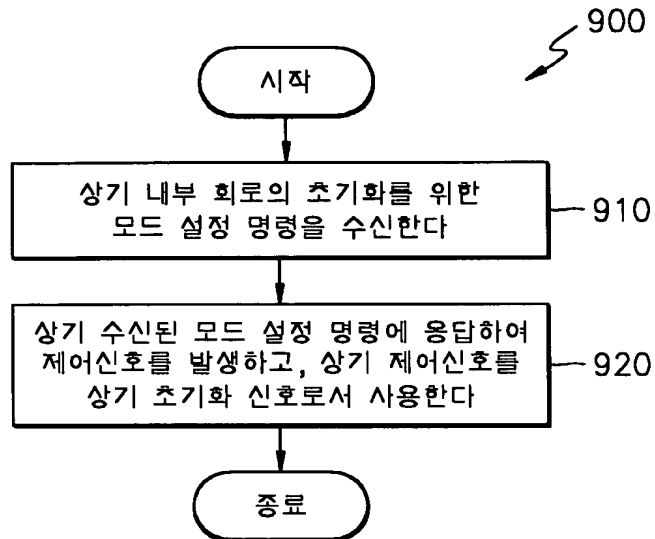 900
시작
상기 내부 회로의 초기화를 위한
모드 설정 명령을 수신한다
910
상기 수신된 모드 설정 명령에 응답하여
제어신호를 발생하고, 상기 제어신호를
상기 초기화 신호로서 사용한다
920
종료